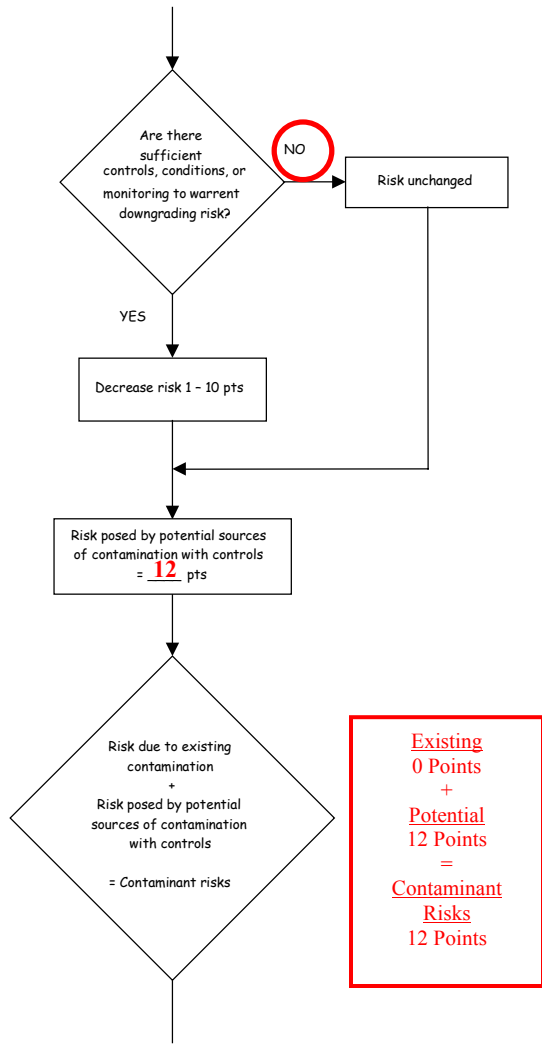 Are there
sufficient
controls, conditions, or
monitoring to warrent
downgrading risk?
NO
Risk unchanged
YES
Decrease risk 1 – 10 pts
Risk posed by potential sources
of contamination with controls
= 12 pts
Risk due to existing
contamination
+
Risk posed by potential
sources of contamination
with controls
= Contaminant risks
Existing
0 Points
+
Potential
12 Points
=
Contaminant
Risks
12 Points